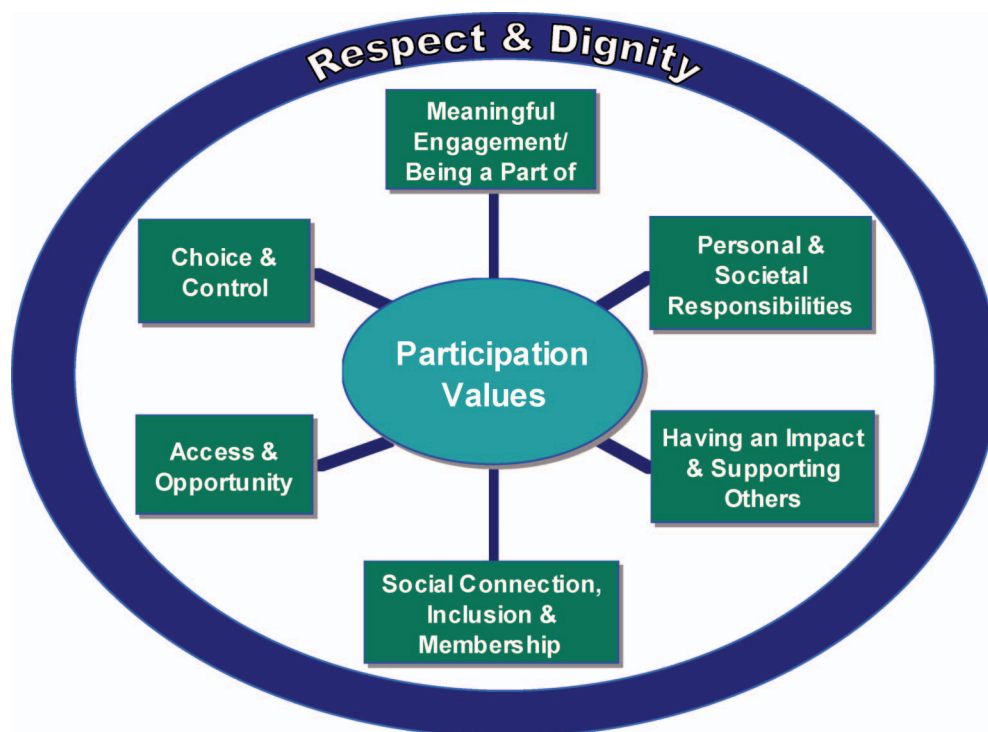 Respect & Dignity
Meaningful
Engagement/
Being a Part of
Choice &
Control
Personal &
Societal
Responsibilities
Participation
Values
Access &
Opportunity
Having an Impact
& Supporting
Others
Social Connection,
Inclusion &
Membership